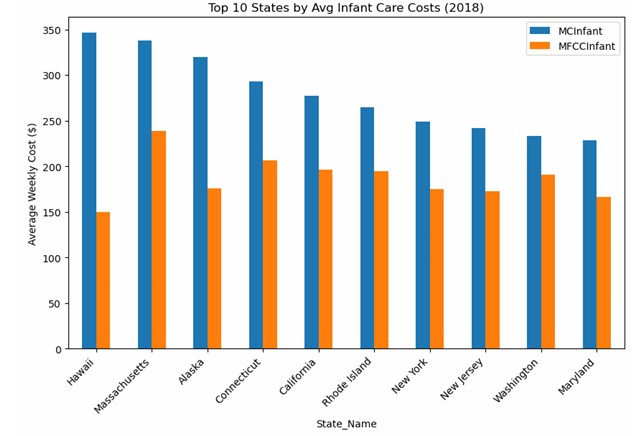 Top 10 States by Avg Infant Care Costs (2018)
MCInfant
MFCCInfant
Average Weekly Cost ($)
350
300
250
200
150
100
50
0
Hawaii
Massachusetts
Alaska
Connecticut
California
Rhode Island
New York
New Jersey
Washington
Maryland
State_Name